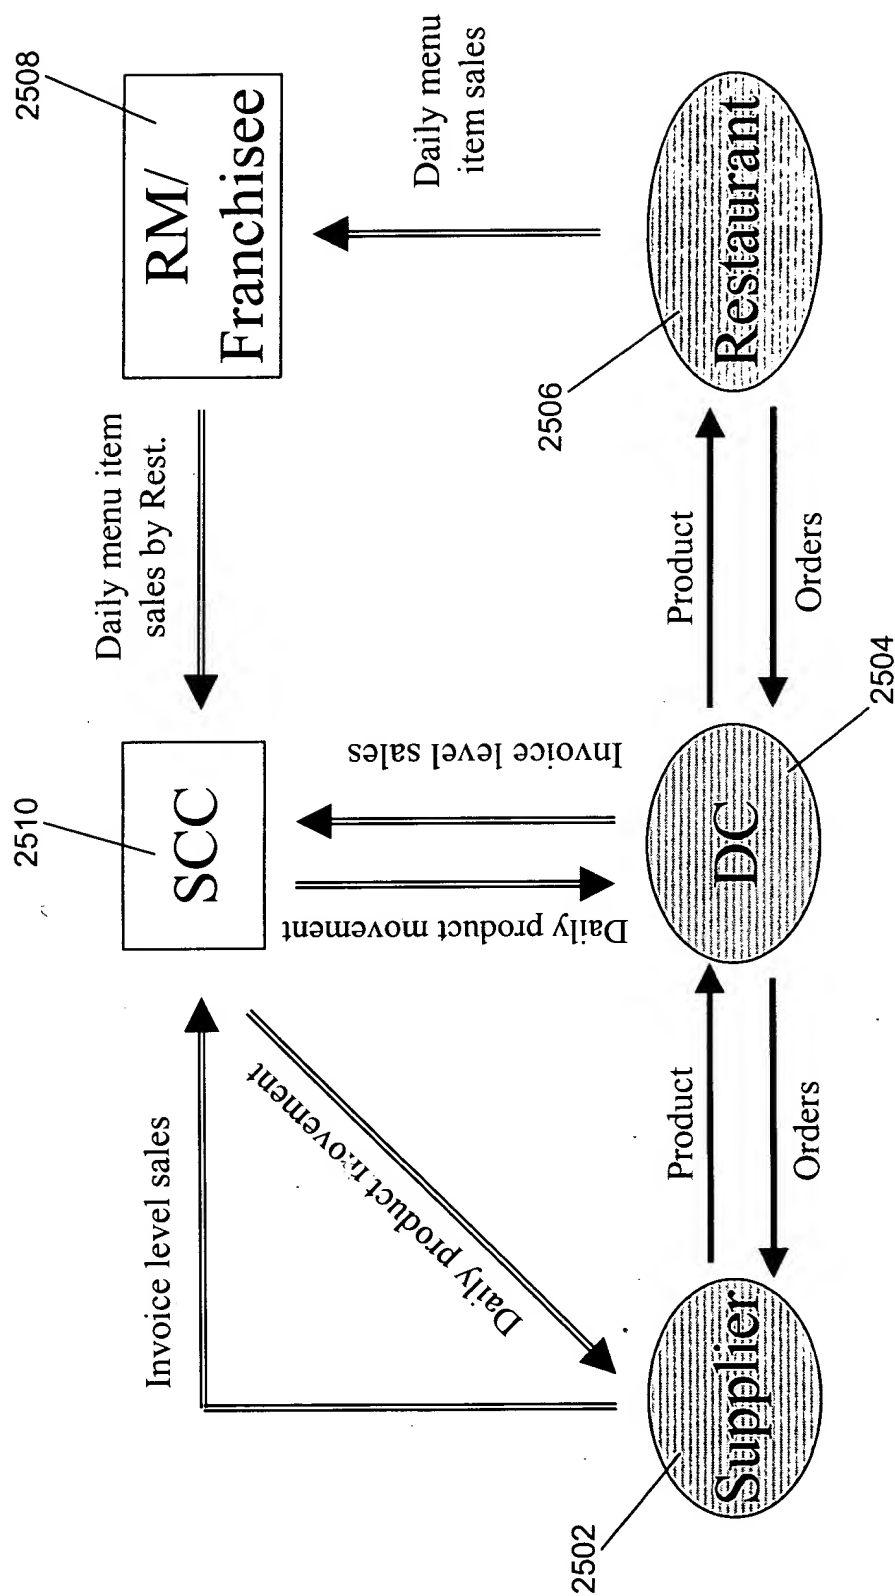 2510
2508
SCC
Daily menu item
sales by Rest.
RM/
Franchisee
Invoice level sales
Daily product movement
Daily product movement
Invoice level sales
Daily menu
item sales
2502
Supplier
Product
Orders
DC
2504
Product
Orders
2506
Restaurant